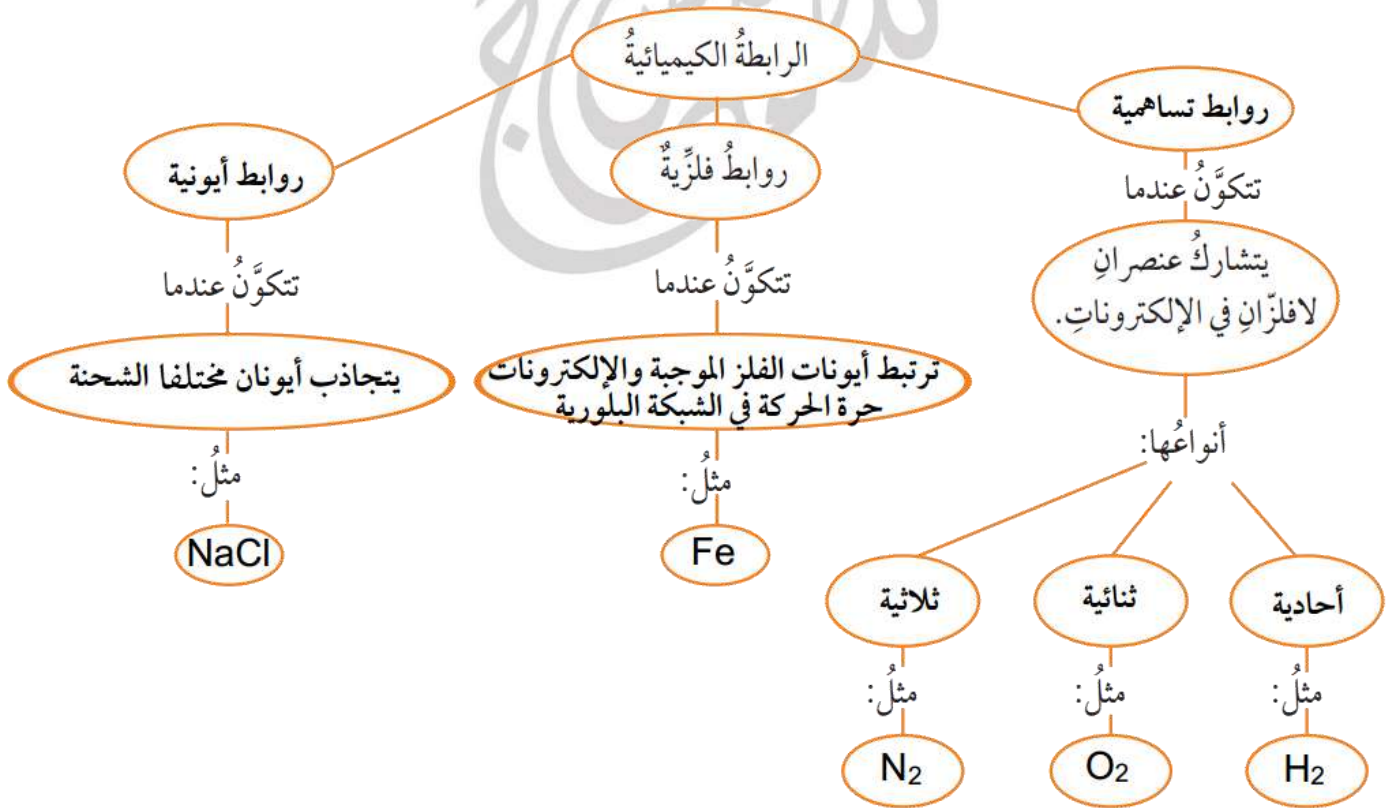 الرابطةُ الكيميائيةُ
روابط تساهمية
تتكوَّنُ عندما
يتشاركُ عنصرانِ
لافلزّانِ في الإلكتروناتِ.
أنواعُها:
أحادية
مثلُ:
H2
ثنائية
مثلُ:
O2
ثلاثية
مثلُ:
N2
روابطُ فلزِّيةٌ
تتكوَّنُ عندما
ترتبط أيونات الفلز الموجبة والإلكترونات
حرة الحركة في الشبكة البلورية
مثلُ:
Fe
روابط أيونية
تتكوَّنُ عندما
يتجاذب أيونان مختلفا الشحنة
مثلُ:
NaCl